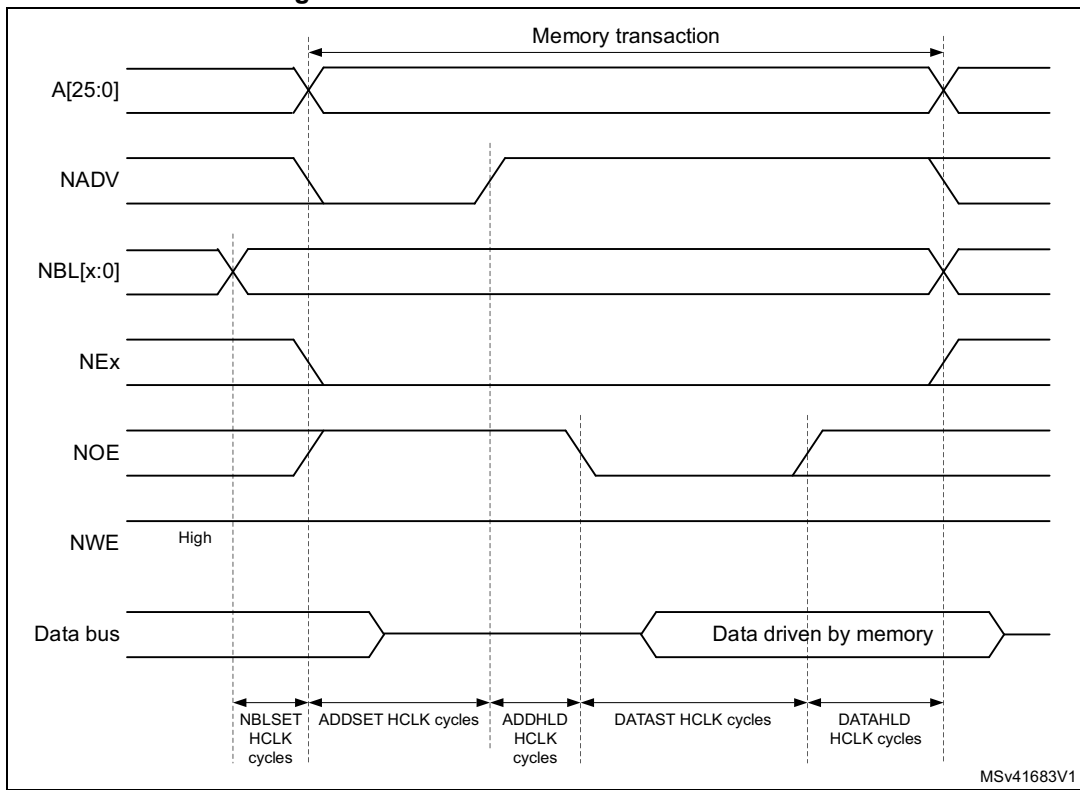 g
Memory transaction
A[25:0]
NADV
NBL[x:0]
NEx
NOE
NWE
High
Data bus
Data driven by memory
NBLSET
HCLK
cycles
ADDSET HCLK cycles
ADDHLD
HCLK
cycles
DATAST HCLK cycles
DATAHLD
HCLK cycles
MSv41683V1